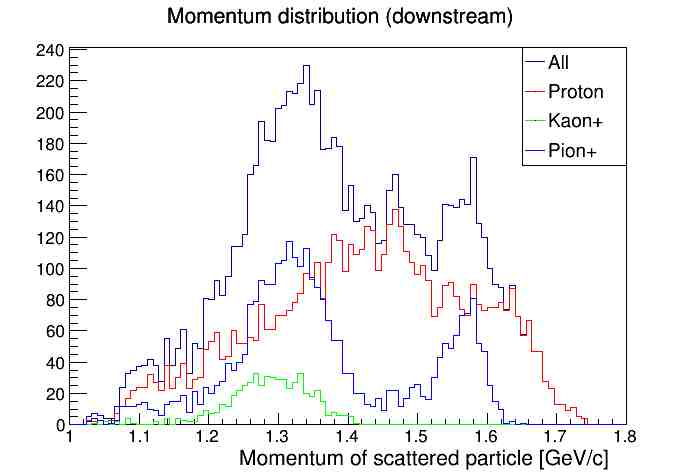 Momentum distribution (downstream)
240
220
200
180
160
140
120
100
80
60
40
20
0
All
Proton
Kaon+
Pion+
1 1.1 1.2 1.3 1.4 1.5 1.6 1.7 1.8
Momentum of scattered particle [GeV/c]